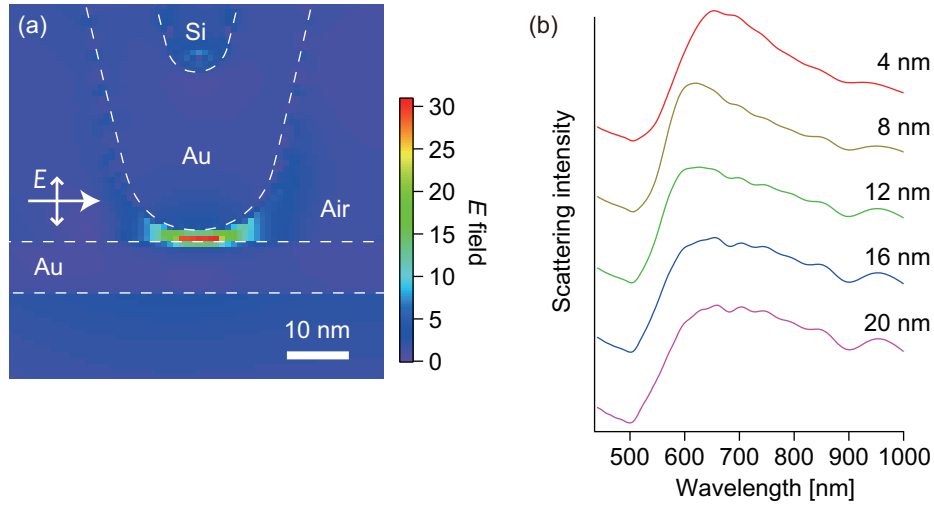 (a)
Si
Au
E
Air
Au
10 nm
30
25
20
15
10
5
0
E field
(b)
Scattering intensity
4 nm
8 nm
12 nm
16 nm
20 nm
500 600 700 800 900 1000
Wavelength [nm]